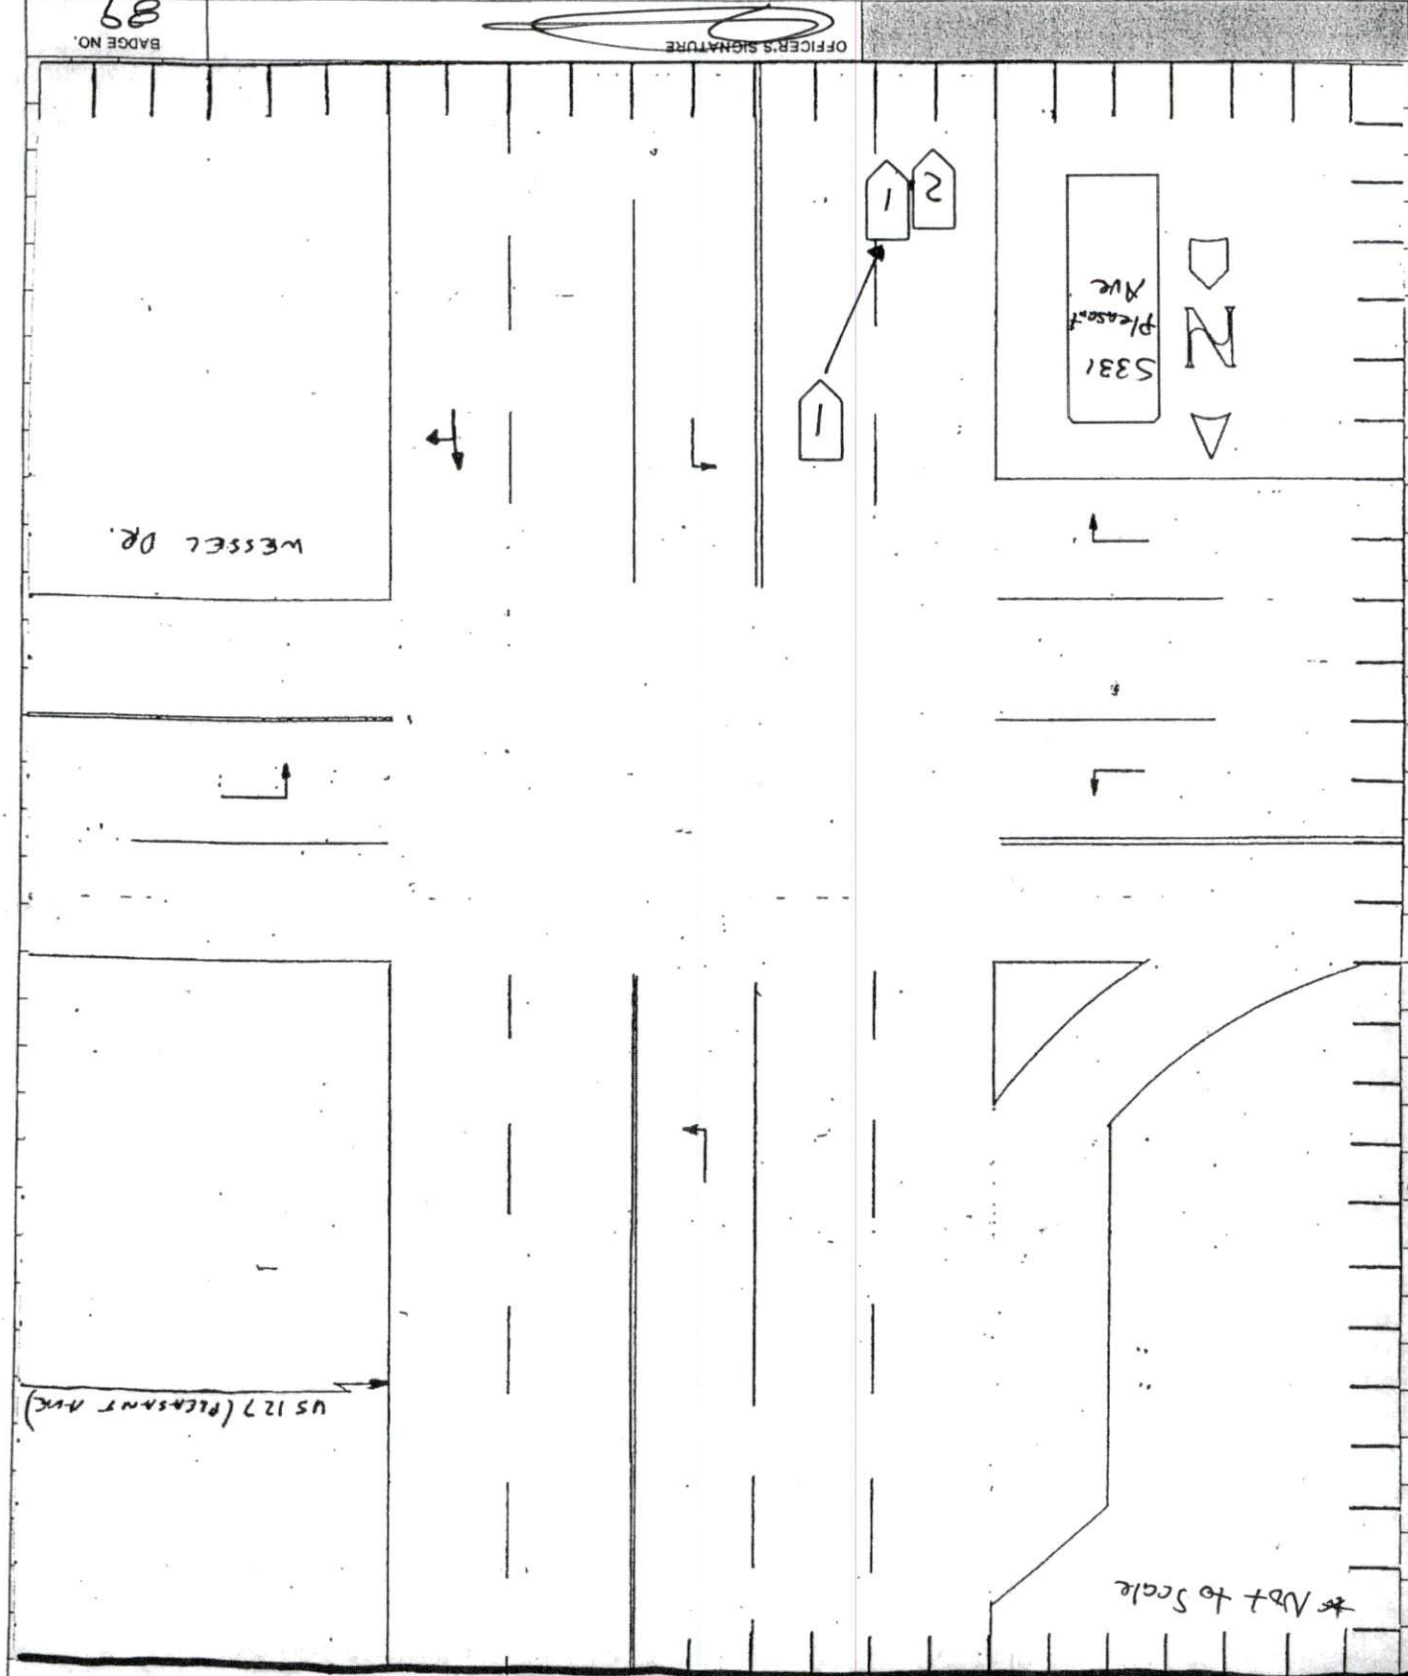 * Not to Scale
US 127 (PLEASANT AVE)
WESSEL DR.
N
5331
Pleasant
Ave
1
2
1
OFFICER'S SIGNATURE
BADGE NO.
89